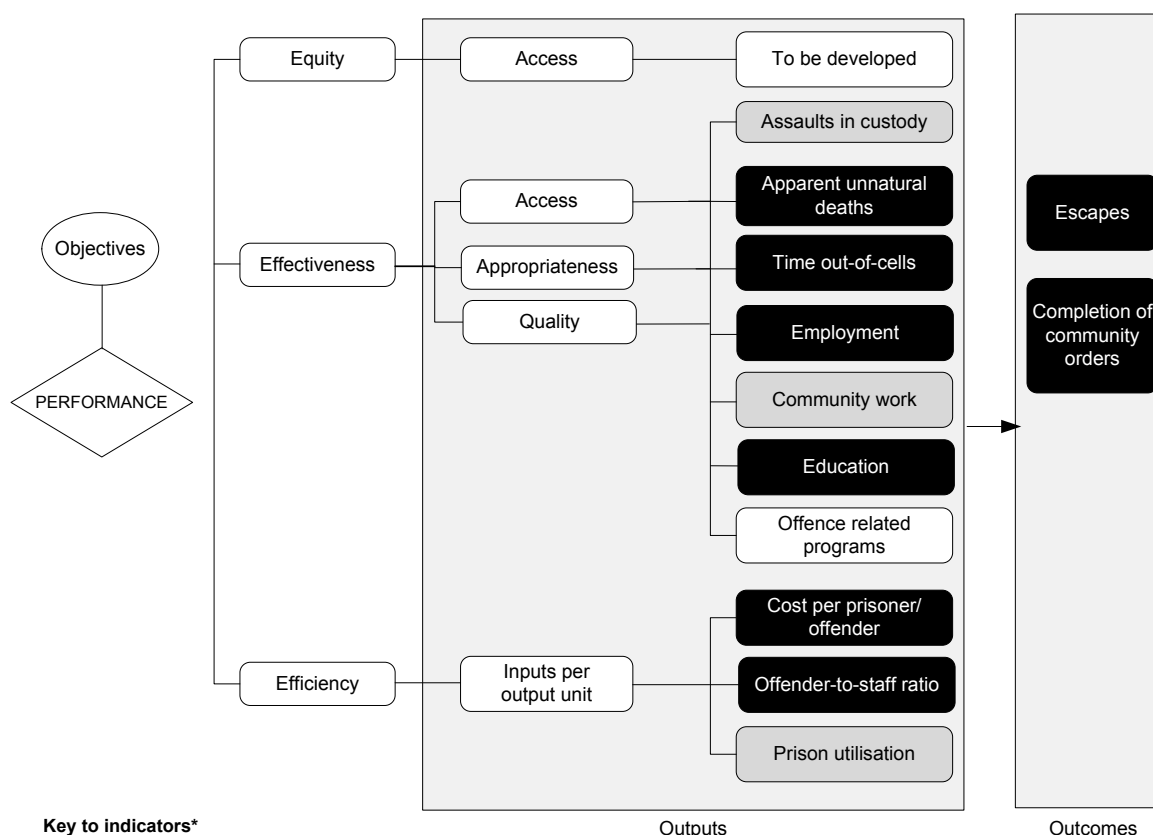 Equity
Access
To be developed
Assaults in custody
Access
Apparent unnatural
deaths
Escapes
Objectives
Effectiveness
Appropriateness
Time out-of-cells
Quality
Employment
Completion of
community
orders
PERFORMANCE
Community work
Education
Offence related
programs
Cost per prisoner/
offender
Efficiency
Inputs per
output unit
Offender-to-staff ratio
Prison utilisation
Key to indicators*
Outputs
Outcomes